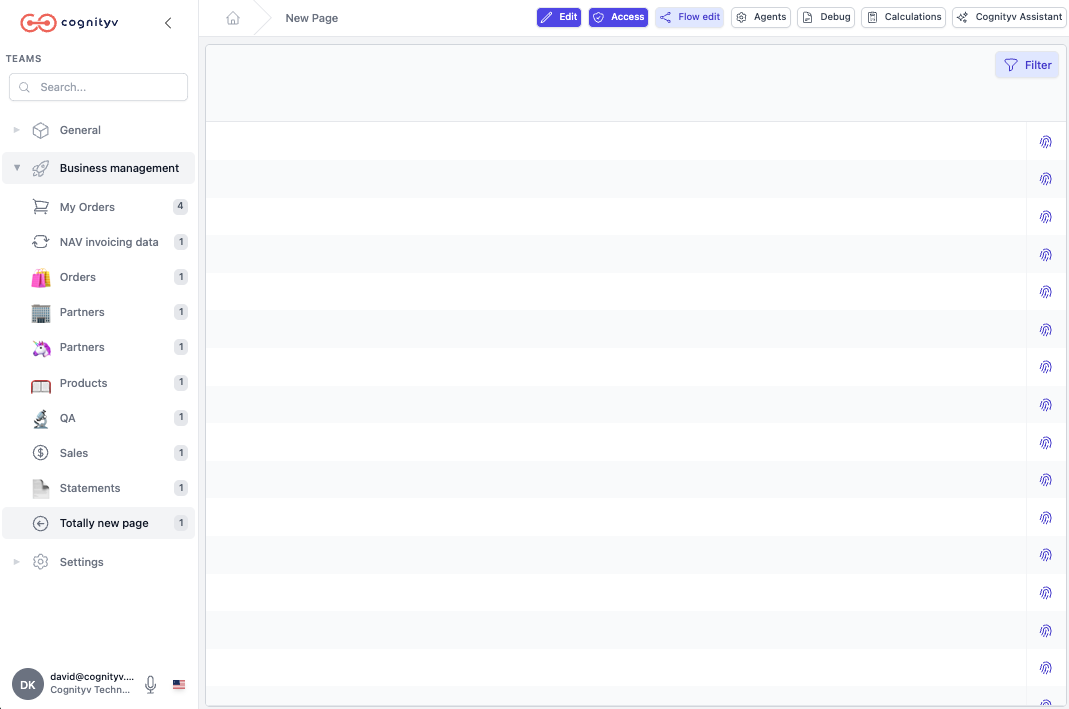 cognityv
New Page
Edit
Access
Flow edit
Agents
Debug
Calculations
Cognityv Assistant
TEAMS
Search...
Filter
General
Business management
My Orders 4
NAV invoicing data 1
Orders 1
Partners 1
Partners 1
Products 1
QA 1
Sales 1
Statements 1
Totally new page 1
Settings
DK
david@cognityv....
Cognityv Techn...